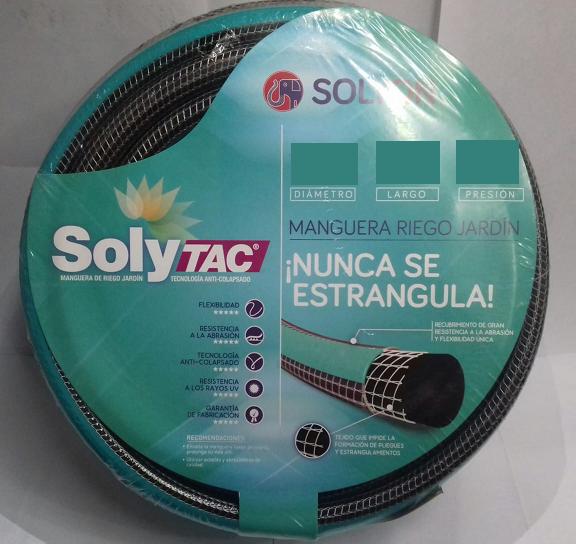 SOLYON
DIÁMETRO
LARGO
PRESIÓN
MANGUERA RIEGO JARDÍN
¡NUNCA SE
ESTRANGULA!
SolyTAC®
MANGUERA DE RIEGO JARDÍN
TECNOLOGÍA ANTI-COLAPSADO
FLEXIBILIDAD
★★★★★
RESISTENCIA
A LA ABRASIÓN
★★★★★
TECNOLOGÍA
ANTI-COLAPSADO
★★★★★
RESISTENCIA
A LOS RAYOS UV
★★★★★
GARANTÍA
DE FABRICACIÓN
★★★★★
RECUBRIMIENTO DE GRAN
RESISTENCIA A LA ABRASIÓN
Y FLEXIBILIDAD ÚNICA
TEJIDO QUE IMPIDE LA
FORMACIÓN DE PLIEGUES
Y ESTRANGULAMIENTOS
RECOMENDACIONES:
calidad.